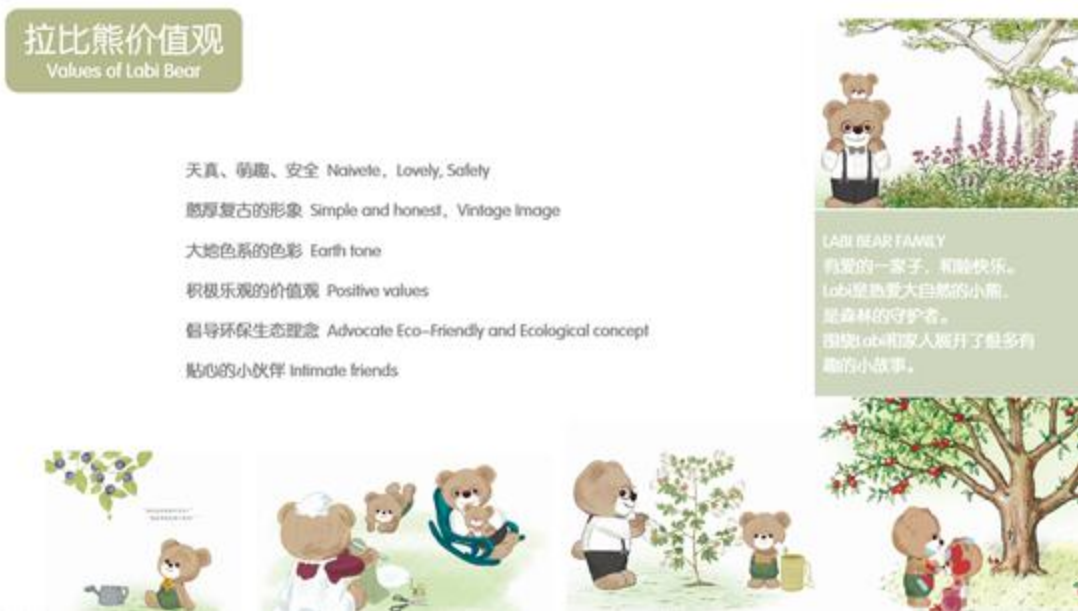 拉比熊价值观
Values of Labi Bear
天真、萌趣、安全 Naivete、Lovely, Safety
憨厚复古的形象 Simple and honest、Vintage Image
大地色系的色彩 Earth tone
积极乐观的价值观 Positive values
倡导环保生态理念 Advocate Eco-Friendly and Ecological concept
贴心的小伙伴 Intimate friends
LABI BEAR FAMILY
有爱的一家子，和睦快乐。
Labi是热爱大自然的小熊，
是森林的守护者。
围绕Labi和家人展开了很多有
趣的小故事。